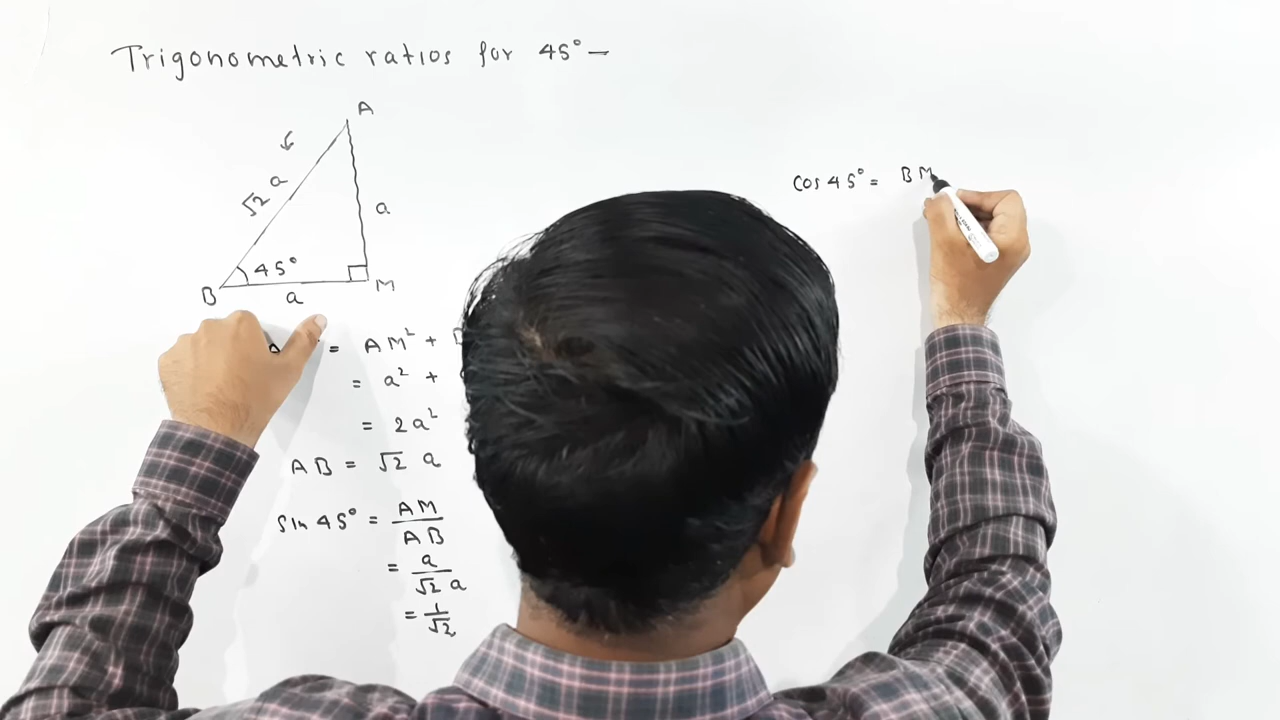 Trigonometric ratios for 45° —
A
√2 a
a
45°
B
M
a
= AM² +
= a² +
= 2a²
AB = √2 a
Sin 45° = AM
AB
= a
√2 a
= 1
√2
Cos 45° = BM